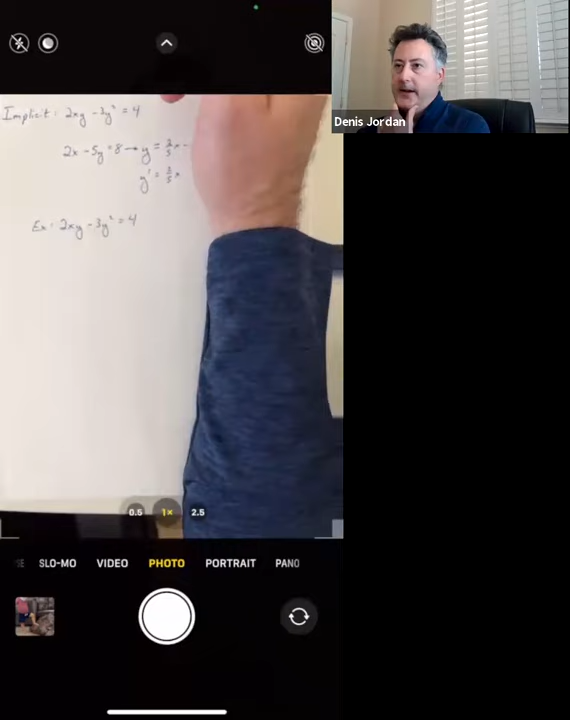 Denis Jordan
Implicit: 2xy - 3y² = 4
2x - 5y = 8 → y = 2/5 x -
y' = 2/5
Ex: 2xy - 3y² = 4
0.5 1× 2.5
SLO-MO VIDEO PHOTO PORTRAIT PANO